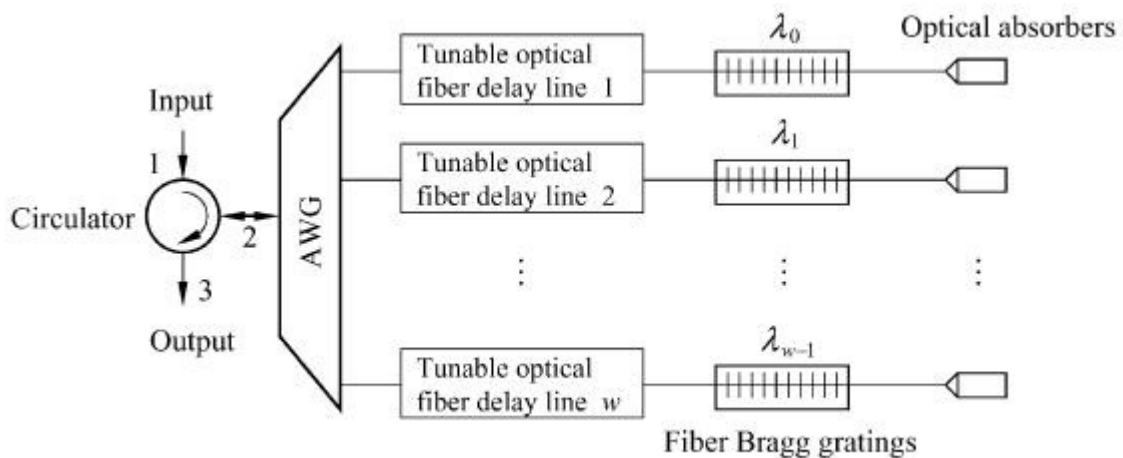 λ0
Optical absorbers
Tunable optical
fiber delay line 1
Input
1
λ1
Tunable optical
fiber delay line 2
Circulator
2
AWG
3
Output
⋮ ⋮ ⋮
λw−1
Tunable optical
fiber delay line w
Fiber Bragg gratings